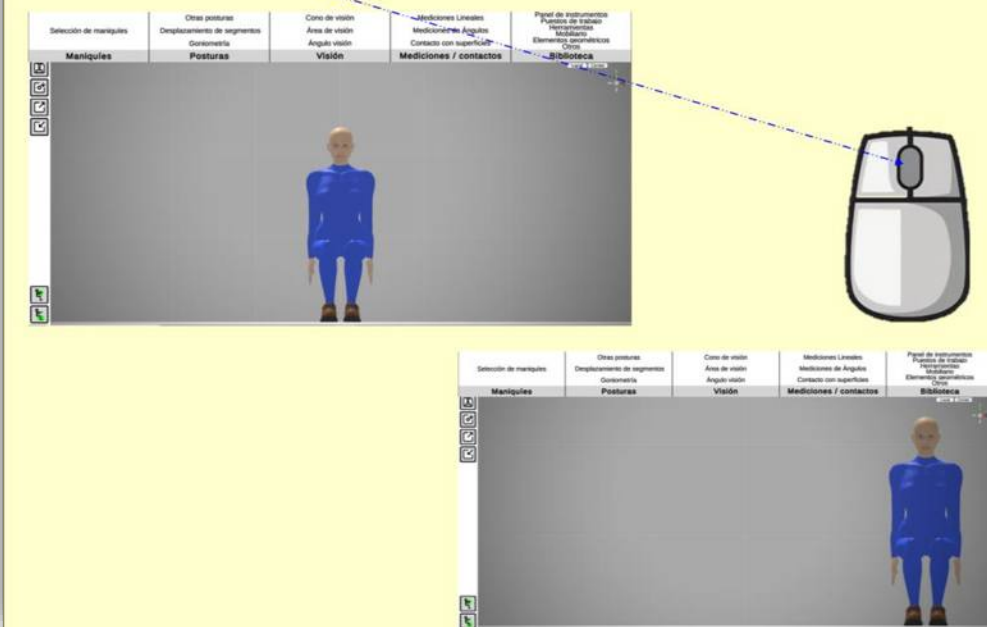 Otras posturas
Cono de visión
Mediciones Lineales
Panel de instrumentos
Puestos de trabajo
Selección de maniquíes
Desplazamiento de segmentos
Área de visión
Mediciones de Ángulos
Herramientas
Mobiliario
Goniometría
Ángulo visión
Contacto con superficies
Elementos geométricos
Otros
Maniquíes
Posturas
Visión
Mediciones / contactos
Biblioteca
Otras posturas
Cono de visión
Mediciones Lineales
Panel de instrumentos
Puestos de trabajo
Selección de maniquíes
Desplazamiento de segmentos
Área de visión
Mediciones de Ángulos
Herramientas
Mobiliario
Goniometría
Ángulo visión
Contacto con superficies
Elementos geométricos
Otros
Maniquíes
Posturas
Visión
Mediciones / contactos
Biblioteca